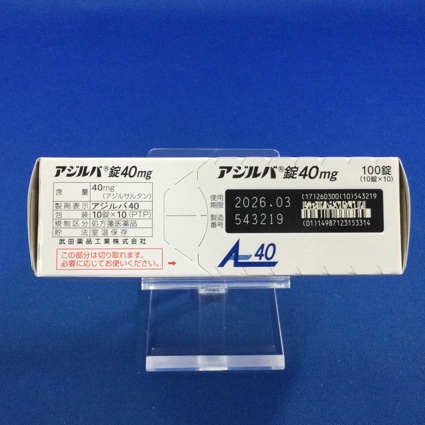 アジルバ®錠40mg
含量 40mg
(アジルサルタン)
製剤表示 アジルバ40
包装 10錠×10(PTP)
規制区分 処方箋医薬品
貯法 室温保存
武田薬品工業株式会社
この部分は切り取れます。
必要に応じてお使いください。
アジルバ®錠40mg
100錠
(10錠×10)
使用期限 2026.03
製造番号 543219
(17)260300(10)543219
(01)14987123153314
AL 40